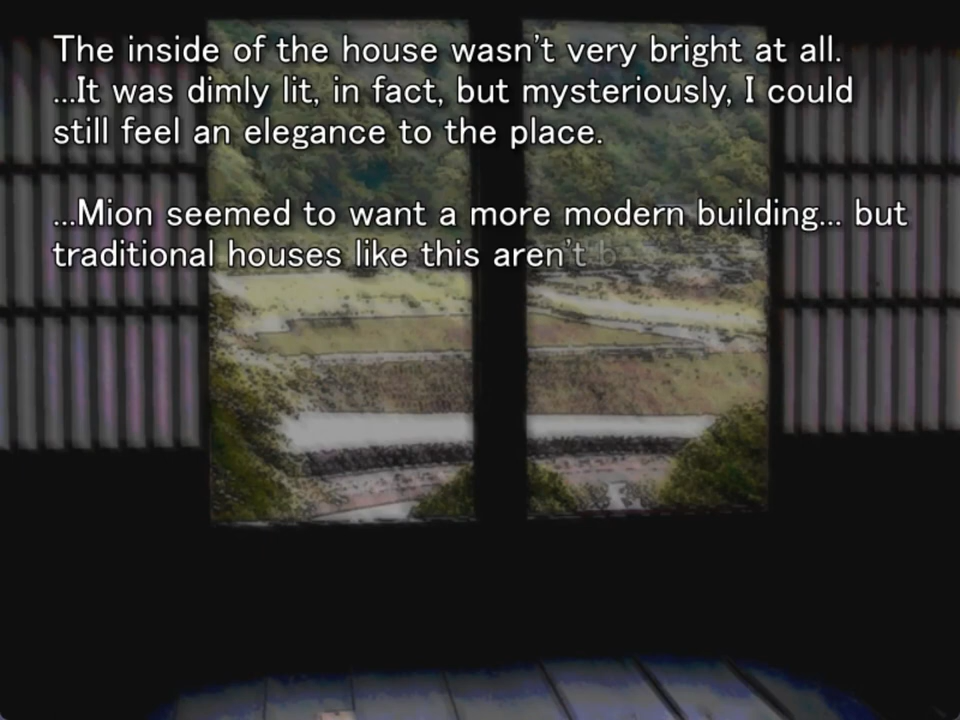 The inside of the house wasn't very bright at all.
...It was dimly lit, in fact, but mysteriously, I could
still feel an elegance to the place.
...Mion seemed to want a more modern building... but
traditional houses like this aren't b